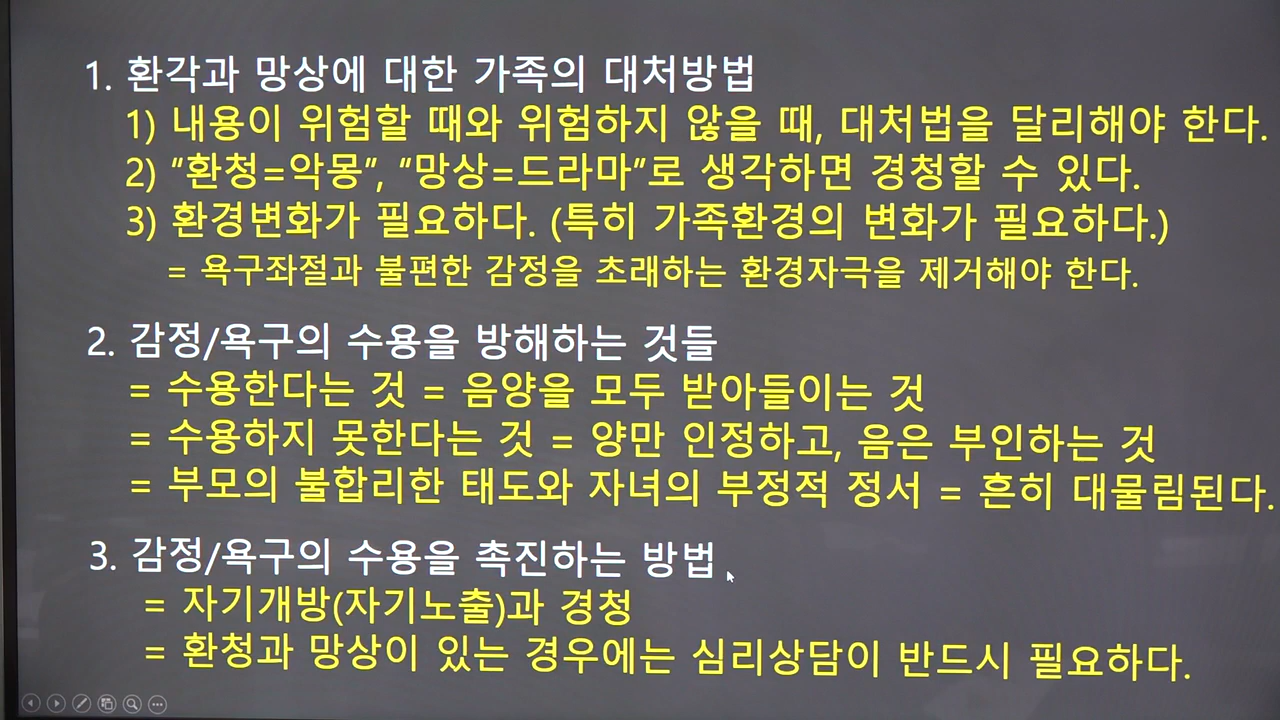 1. 환각과 망상에 대한 가족의 대처방법
1) 내용이 위험할 때와 위험하지 않을 때, 대처법을 달리해야 한다.
2) "환청=악몽", "망상=드라마"로 생각하면 경청할 수 있다.
3) 환경변화가 필요하다. (특히 가족환경의 변화가 필요하다.)
= 욕구좌절과 불편한 감정을 초래하는 환경자극을 제거해야 한다.
2. 감정/욕구의 수용을 방해하는 것들
= 수용한다는 것 = 음양을 모두 받아들이는 것
= 수용하지 못한다는 것 = 양만 인정하고, 음은 부인하는 것
= 부모의 불합리한 태도와 자녀의 부정적 정서 = 흔히 대물림된다.
3. 감정/욕구의 수용을 촉진하는 방법
= 자기개방(자기노출)과 경청
= 환청과 망상이 있는 경우에는 심리상담이 반드시 필요하다.